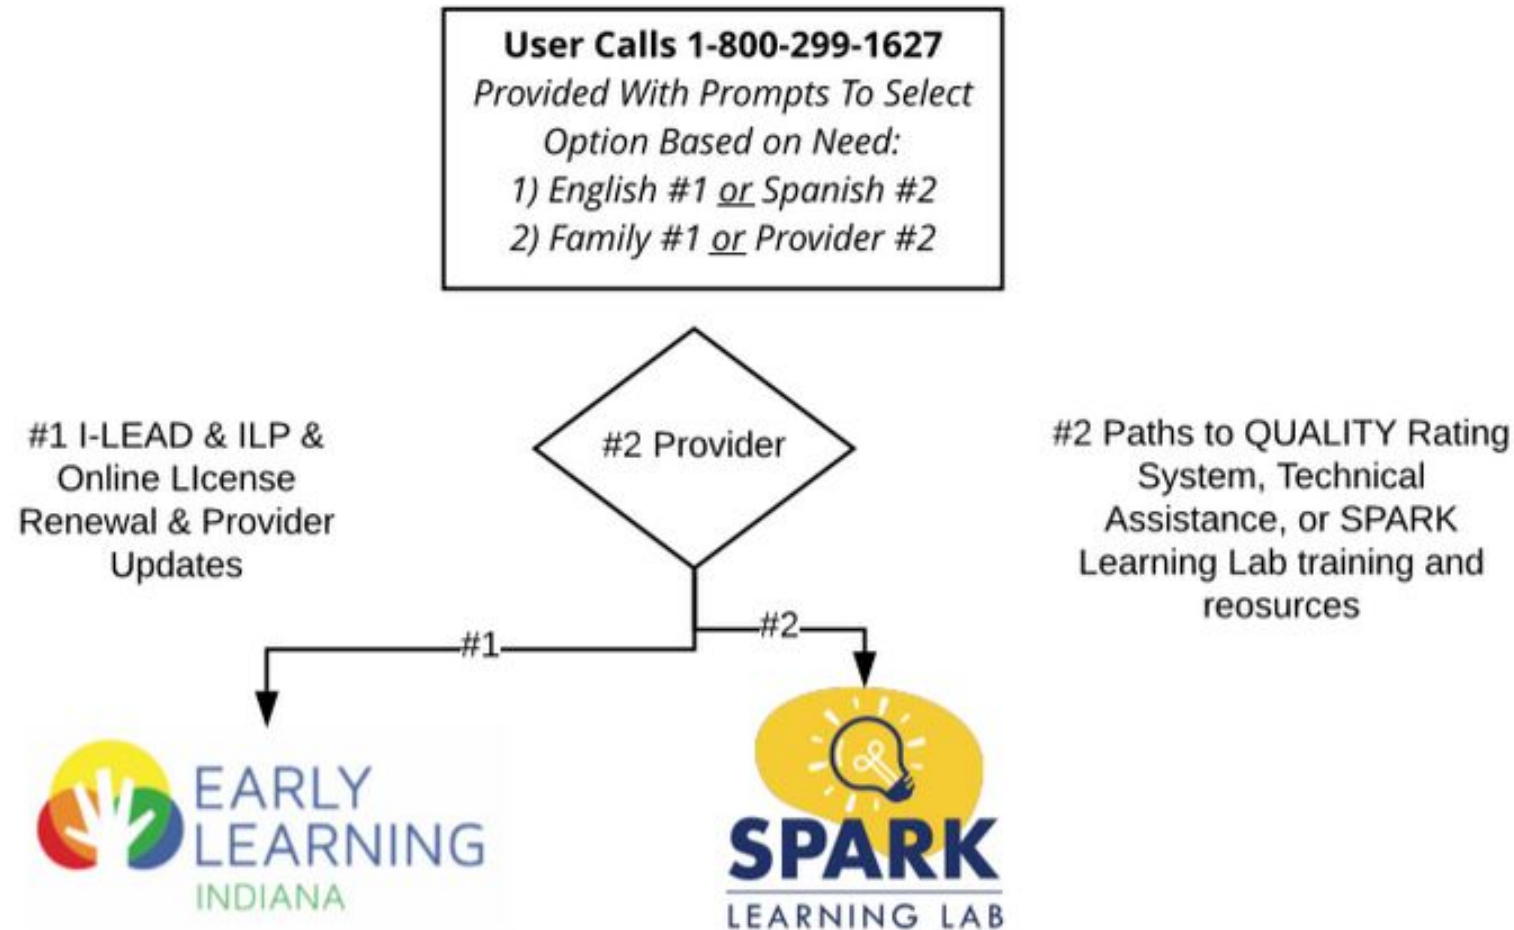 User Calls 1-800-299-1627
Provided With Prompts To Select
Option Based on Need:
1) English #1 or Spanish #2
2) Family #1 or Provider #2
#2 Provider
#1 I-LEAD & ILP &
Online LIcense
Renewal & Provider
Updates
#2 Paths to QUALITY Rating
System, Technical
Assistance, or SPARK
Learning Lab training and
reosurces
#1
#2
EARLY
LEARNING
INDIANA
SPARK
LEARNING LAB